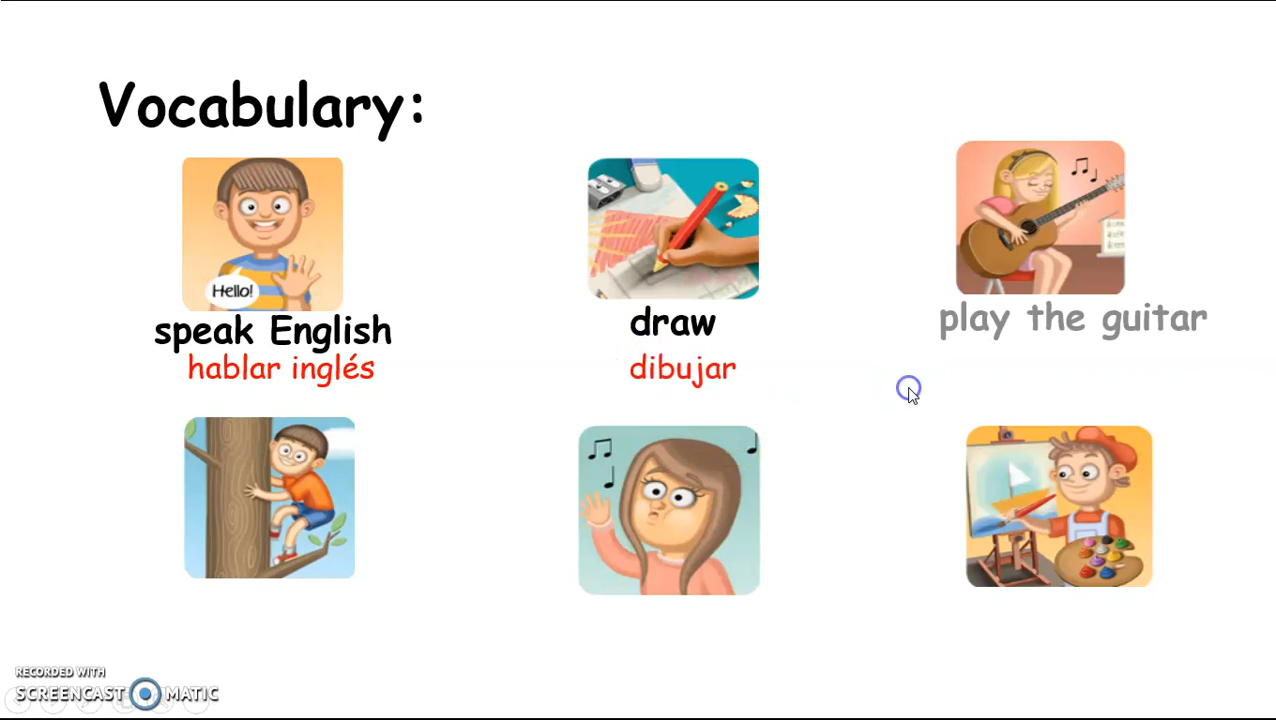 Vocabulary:
Hello!
speak English
hablar inglés
draw
dibujar
play the guitar
RECORDED WITH
SCREENCAST MATIC